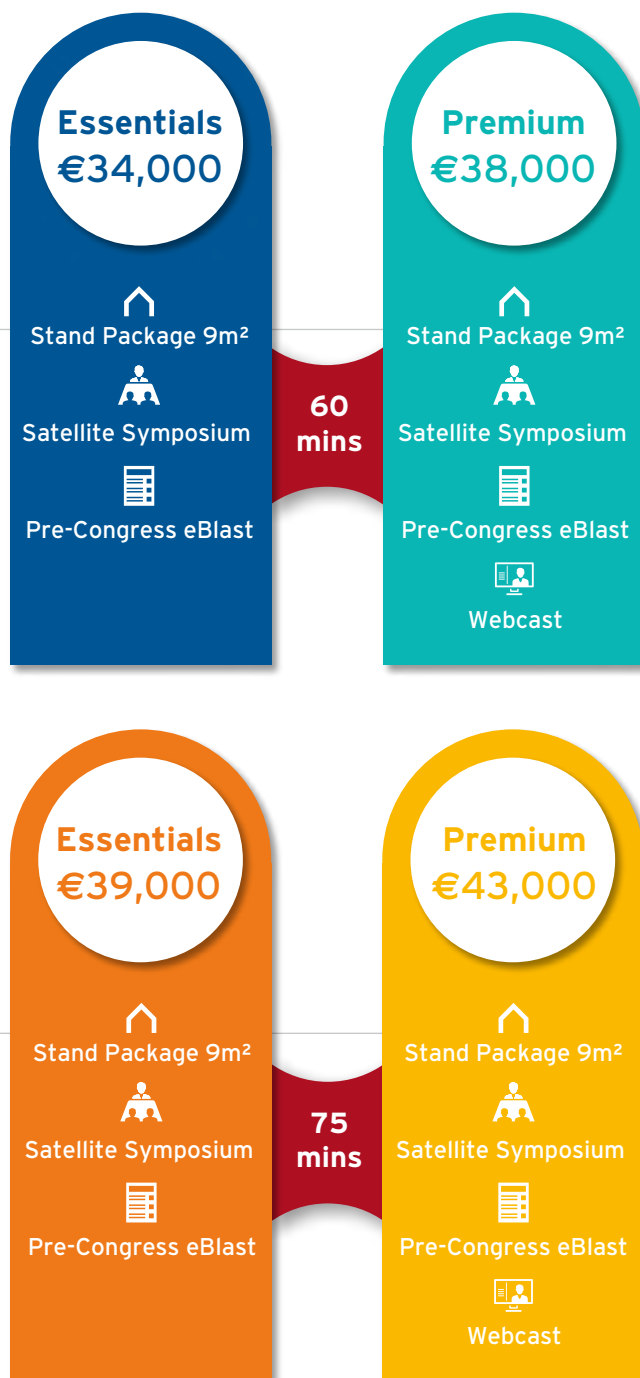 Essentials
€34,000
Stand Package 9m²
Satellite Symposium
Pre-Congress eBlast
60
mins
Premium
€38,000
Stand Package 9m²
Satellite Symposium
Pre-Congress eBlast
Webcast
Essentials
€39,000
Stand Package 9m²
Satellite Symposium
Pre-Congress eBlast
75
mins
Premium
€43,000
Stand Package 9m²
Satellite Symposium
Pre-Congress eBlast
Webcast